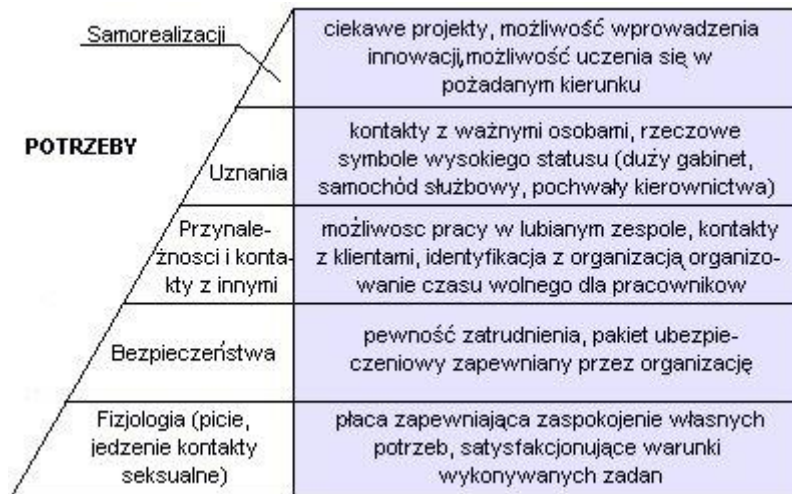 Samorealizacji
ciekawe projekty, możliwość wprowadzenia
innowacji,możliwość uczenia się w
pożadanym kierunku
POTRZEBY
Uznania
kontakty z ważnymi osobami, rzeczowe
symbole wysokiego statusu (duży gabinet,
samochód służbowy, pochwały kierownictwa)
Przynale-
żnosci i konta-
kty z innymi
możliwosc pracy w lubianym zespole, kontakty
z klientami, identyfikacja z organizacją, organizo-
wanie czasu wolnego dla pracownikow
Bezpieczeństwa
pewność zatrudnienia, pakiet ubezpie-
czeniowy zapewniany przez organizację
Fizjologia (picie,
jedzenie kontakty
seksualne)
płaca zapewniająca zaspokojenie własnych
potrzeb, satysfakcjonujące warunki
wykonywanych zadan